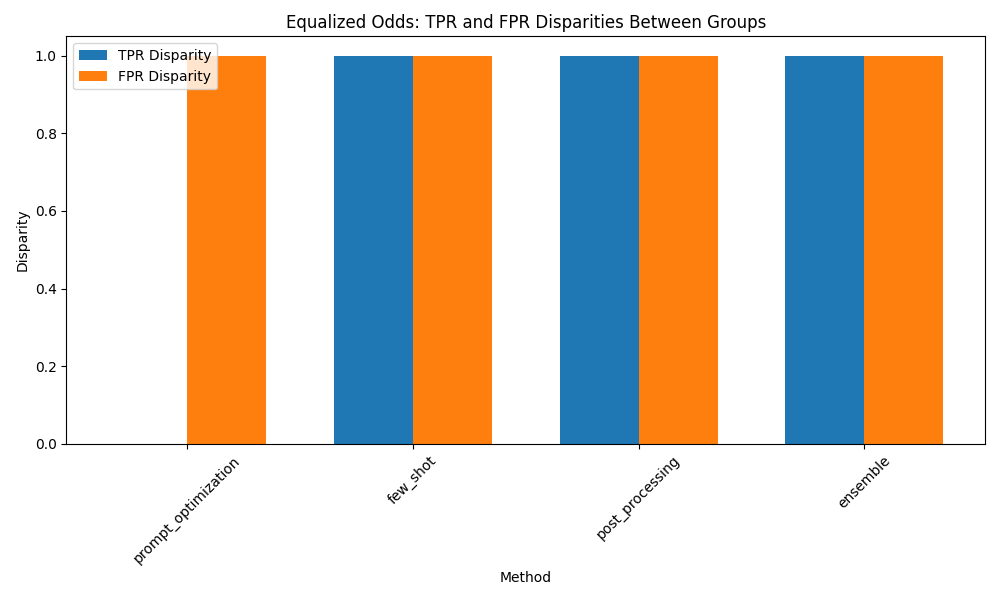 Equalized Odds: TPR and FPR Disparities Between Groups
TPR Disparity
FPR Disparity
1.0
0.8
0.6
0.4
0.2
0.0
Disparity
prompt_optimization
few_shot
post_processing
ensemble
Method